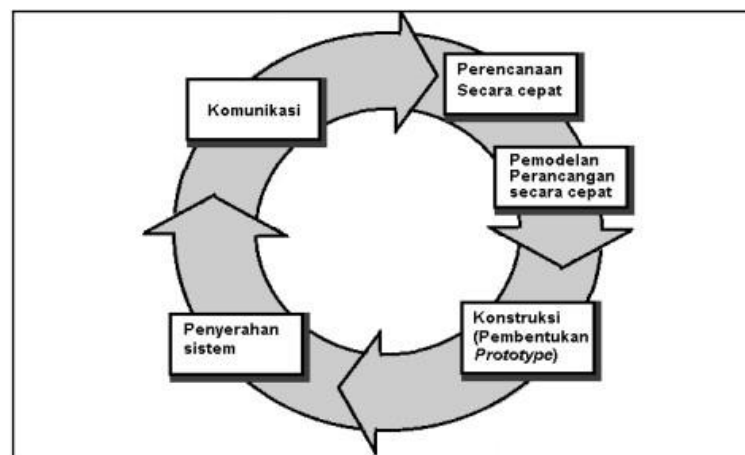 Komunikasi
Perencanaan
Secara cepat
Pemodelan
Perancangan
secara cepat
Konstruksi
(Pembentukan
Prototype)
Penyerahan
sistem